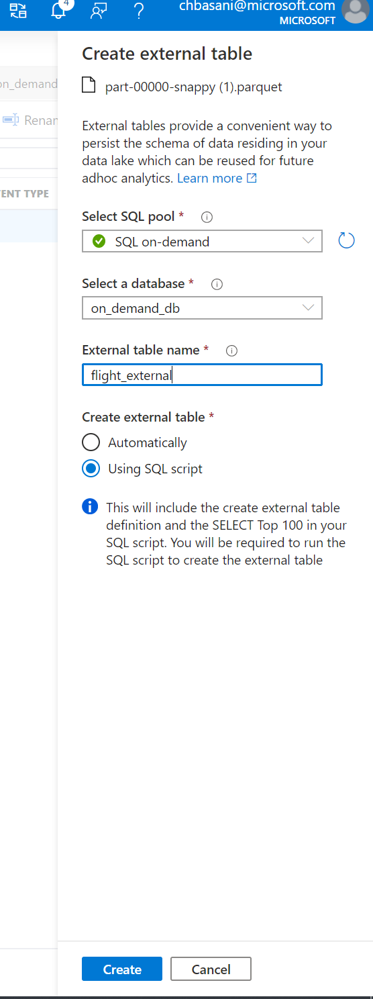 4
chbasani@microsoft.com
MICROSOFT
Create external table
on_demand
part-00000-snappy (1).parquet
Renam
External tables provide a convenient way to
persist the schema of data residing in your
data lake which can be reused for future
adhoc analytics. Learn more
ENT TYPE
Select SQL pool *
SQL on-demand
Select a database *
on_demand_db
External table name *
flight_external
Create external table *
Automatically
Using SQL script
This will include the create external table
definition and the SELECT Top 100 in your
SQL script. You will be required to run the
SQL script to create the external table
Create
Cancel